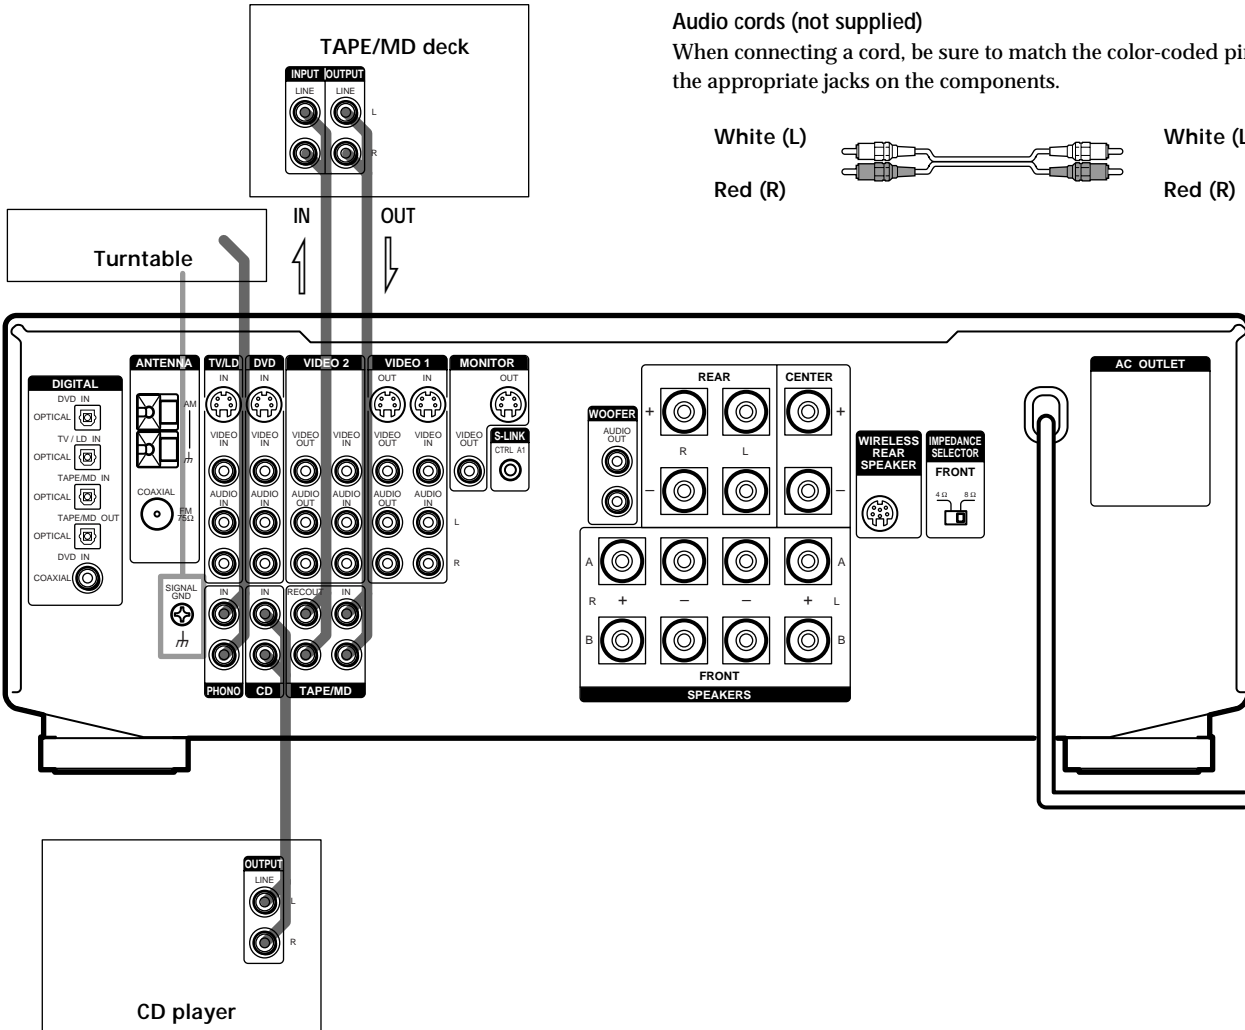 Audio cords (not supplied)
When connecting a cord, be sure to match the color-coded pin
the appropriate jacks on the components.
White (L)
White (L
Red (R)
Red (R)
TAPE/MD deck
INPUT OUTPUT
LINE LINE
L
R
IN OUT
Turntable
ANTENNA
AM
COAXIAL
FM
75Ω
SIGNAL
GND
DIGITAL
DVD IN
OPTICAL
TV / LD IN
OPTICAL
TAPE/MD IN
OPTICAL
TAPE/MD OUT
OPTICAL
DVD IN
COAXIAL
TV/LD DVD VIDEO 2 VIDEO 1 MONITOR
IN IN OUT IN OUT
VIDEO IN VIDEO IN VIDEO OUT VIDEO IN VIDEO OUT VIDEO IN VIDEO OUT
S-LINK
CTRL A1
AUDIO IN AUDIO IN AUDIO OUT AUDIO IN AUDIO OUT AUDIO IN
L
R
IN IN REC OUT IN
PHONO CD TAPE/MD
WOOFER
AUDIO
OUT
REAR CENTER
+ +
R L
– –
A A
R + – – + L
B B
FRONT
SPEAKERS
WIRELESS
REAR
SPEAKER
IMPEDANCE
SELECTOR
FRONT
4 Ω 8 Ω
AC OUTLET
OUTPUT
LINE
L
R
CD player